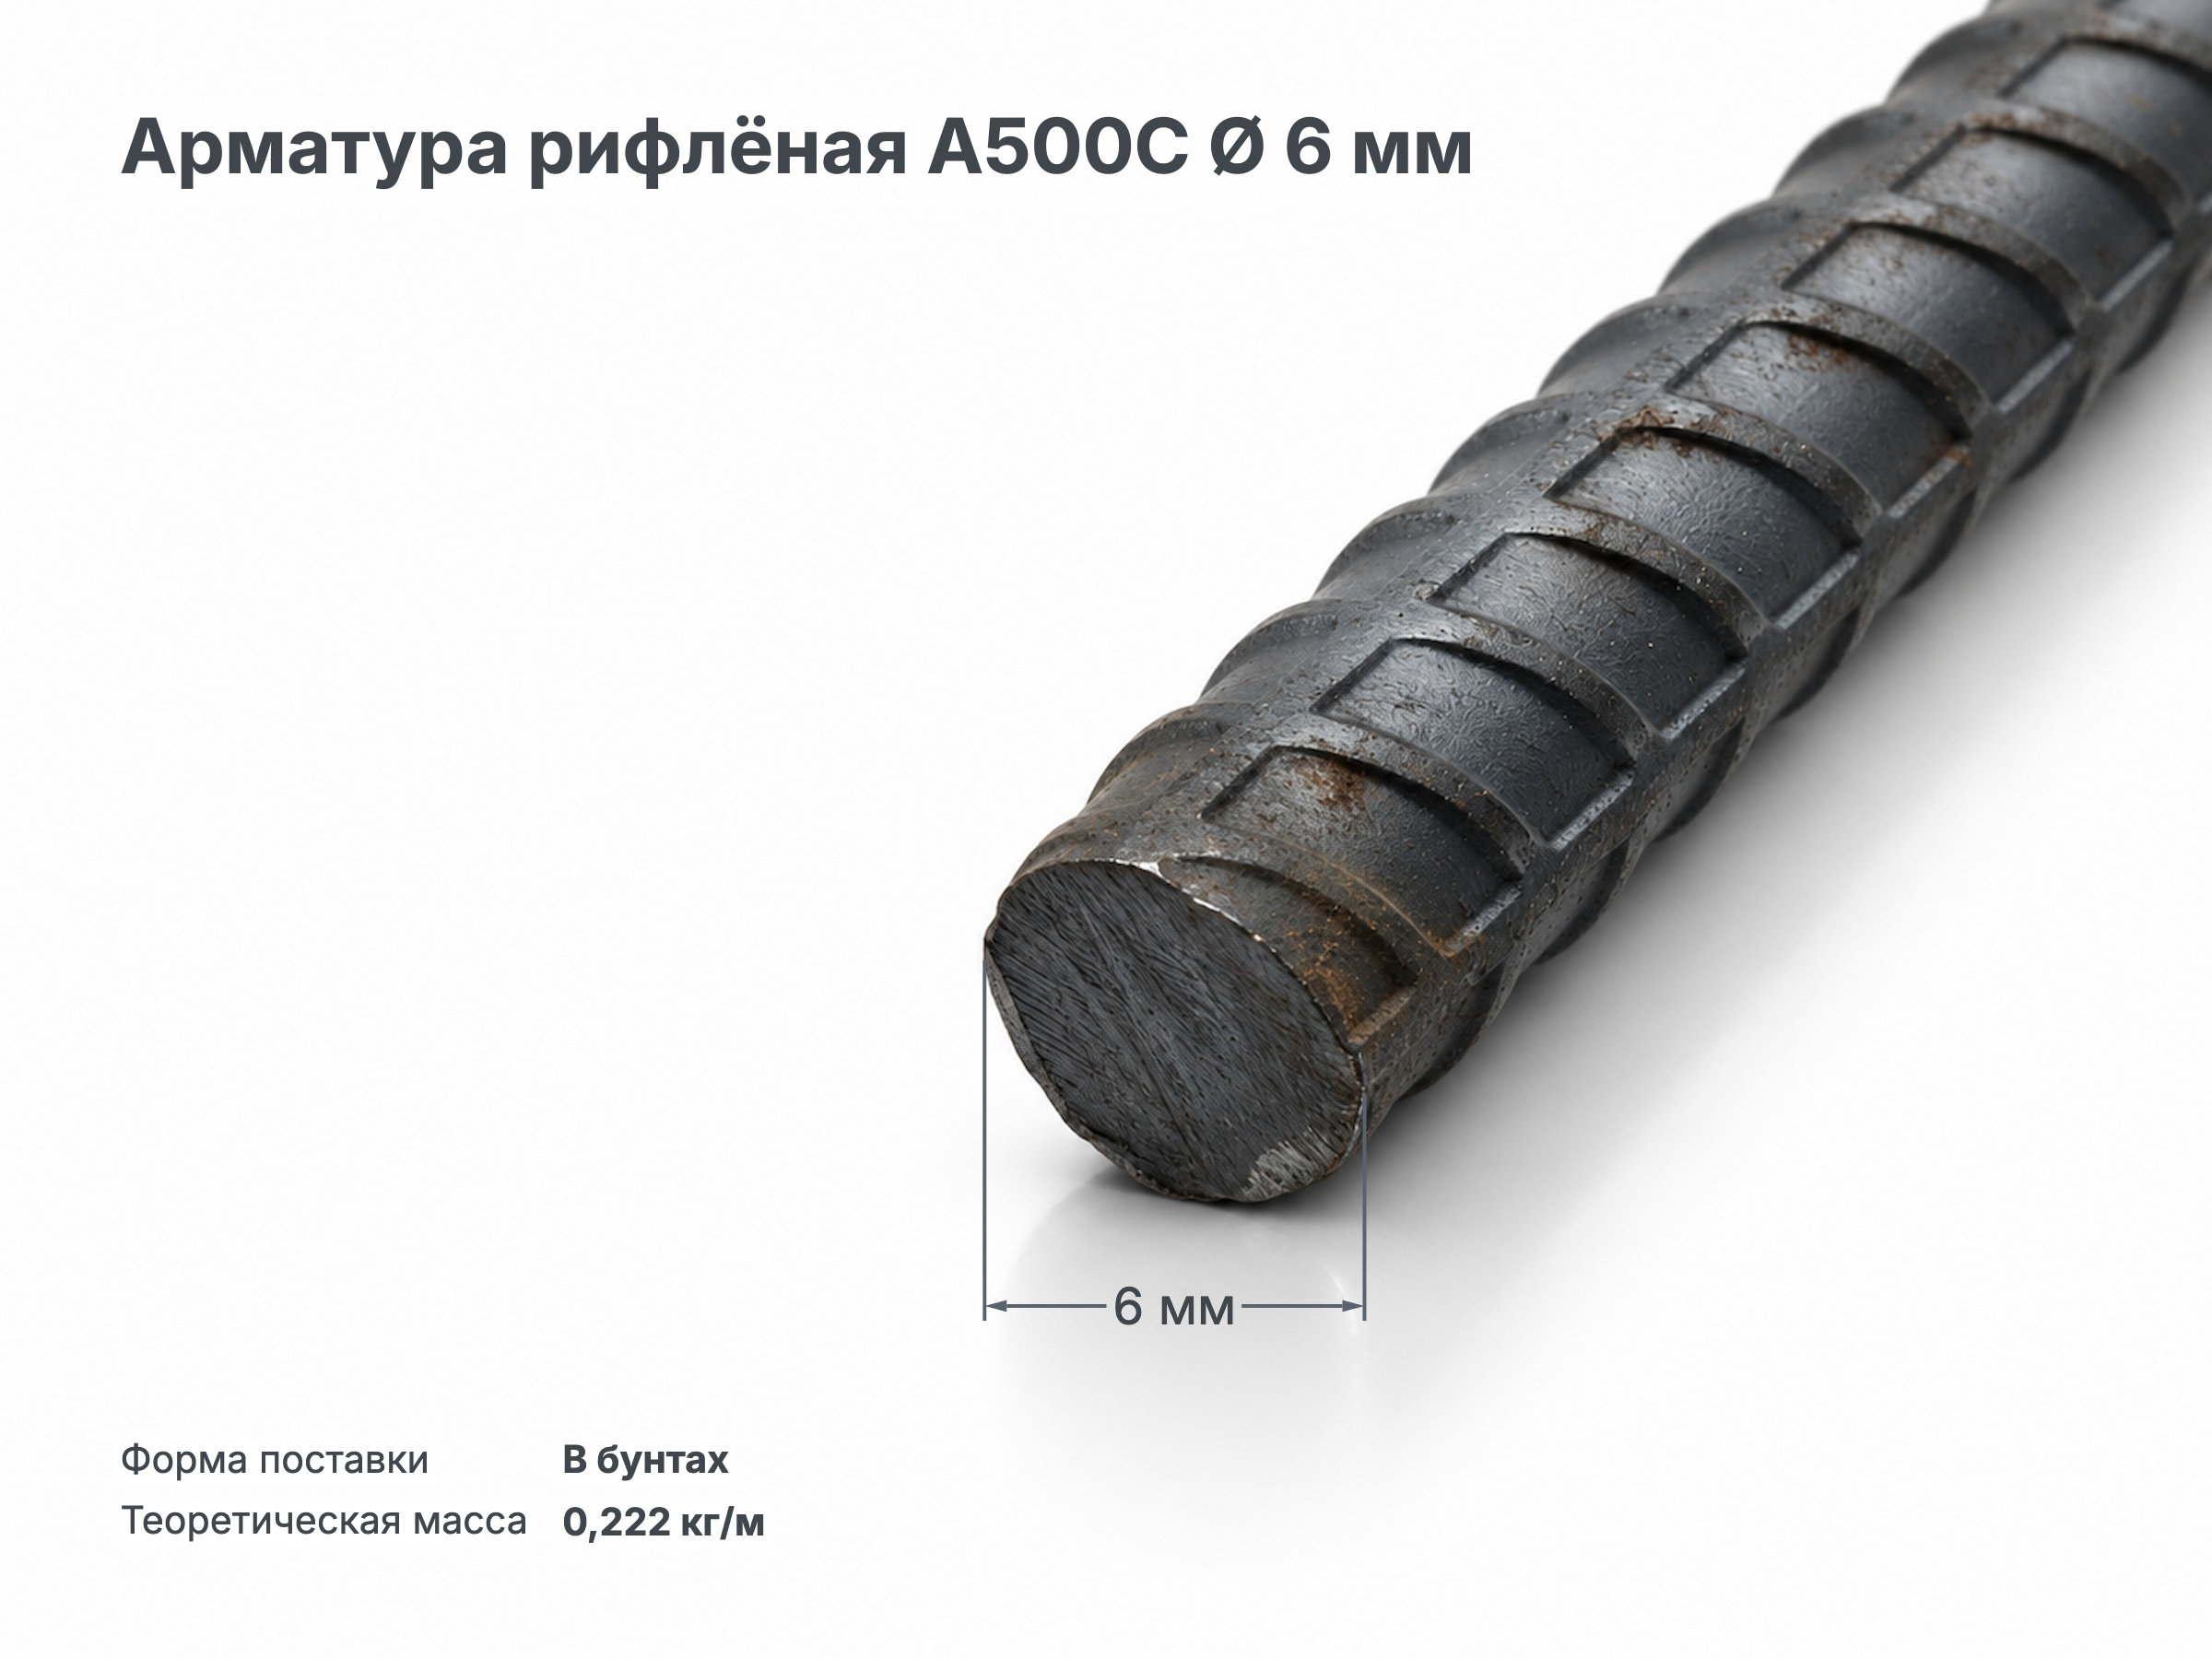 Арматура рифлёная А500С Ø 6 мм
6 мм
Форма поставки В бунтах
Теоретическая масса 0,222 кг/м